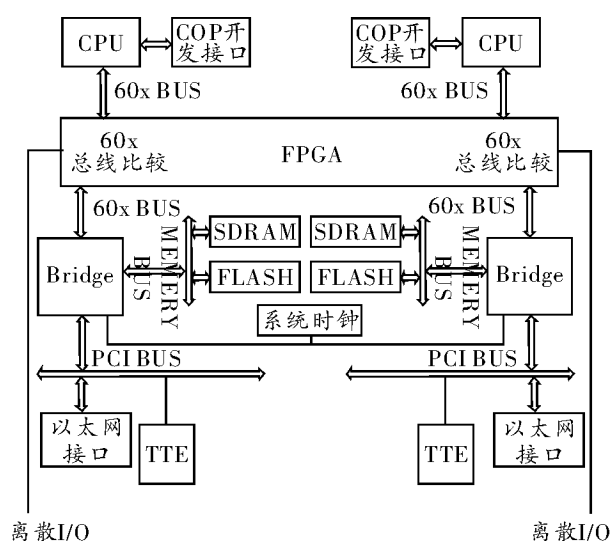 CPU
COP开
发接口
COP开
发接口
CPU
60x BUS
60x BUS
60x
总线比较
FPGA
60x
总线比较
60x BUS
60x BUS
Bridge
MEMERY
BUS
SDRAM
FLASH
SDRAM
FLASH
MEMERY
BUS
Bridge
系统时钟
PCI BUS
PCI BUS
以太网
接口
TTE
TTE
以太网
接口
离散I/O
离散I/O